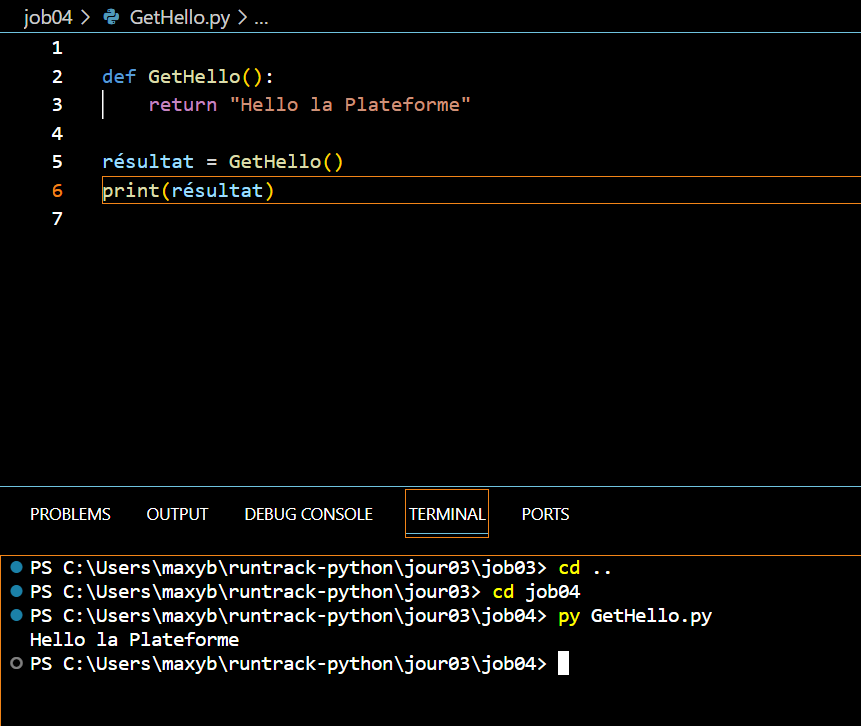 job04 > GetHello.py > ...
1
2 def GetHello():
3     return "Hello la Plateforme"
4
5 résultat = GetHello()
6 print(résultat)
7
PROBLEMS OUTPUT DEBUG CONSOLE TERMINAL PORTS
PS C:\Users\maxyb\runtrack-python\jour03\job03> cd ..
PS C:\Users\maxyb\runtrack-python\jour03> cd job04
PS C:\Users\maxyb\runtrack-python\jour03\job04> py GetHello.py
Hello la Plateforme
PS C:\Users\maxyb\runtrack-python\jour03\job04>